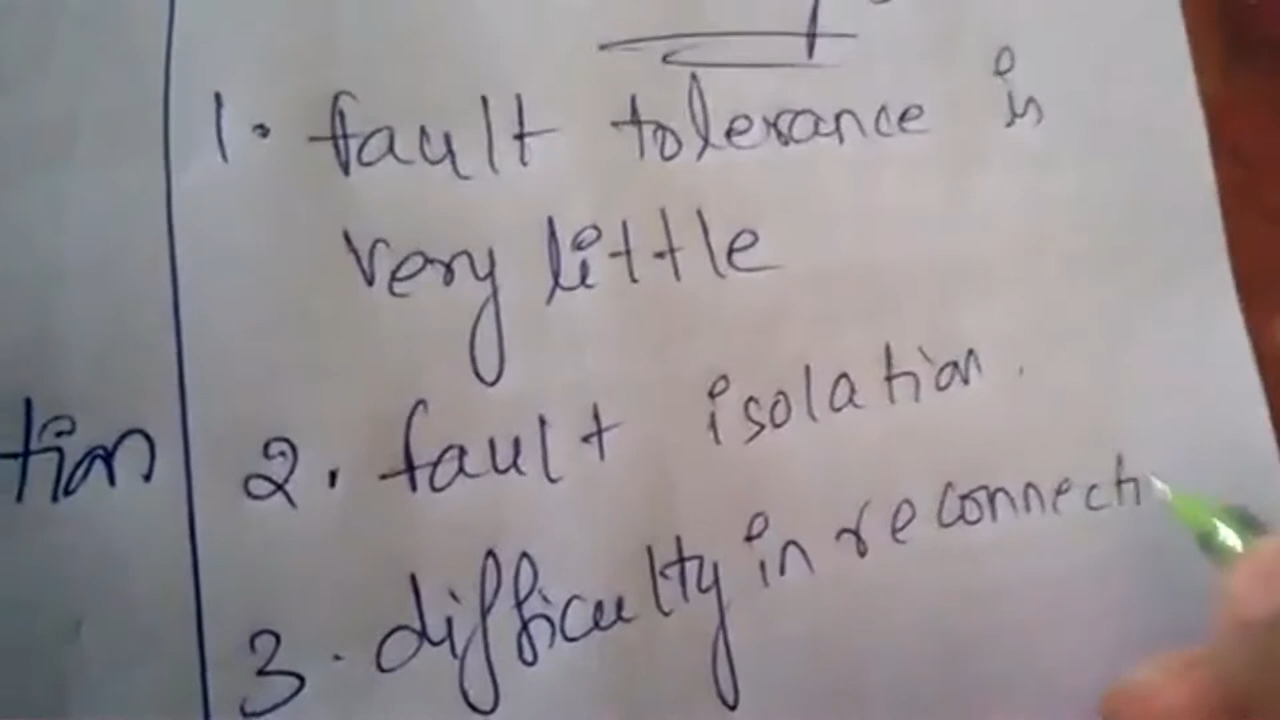 1. fault tolerance is
very little
tion
2. fault isolation.
3. difficulty in reconnecti